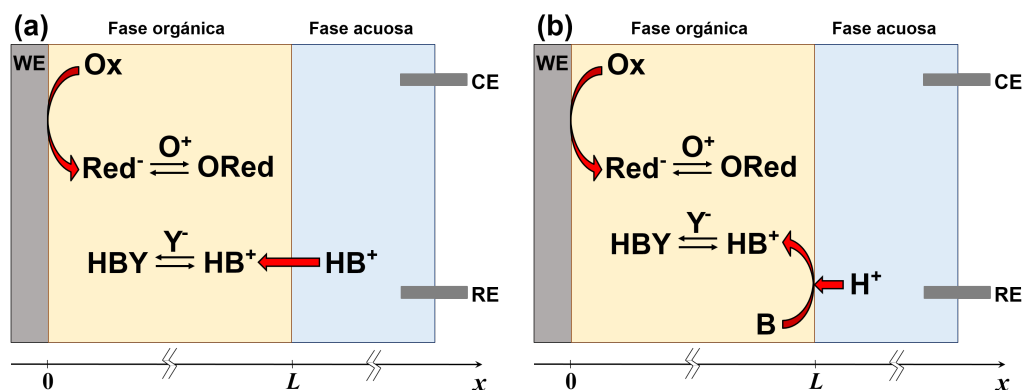 (a)
Fase orgánica
Fase acuosa
WE
Ox
CE
O⁺
Red⁻ ⇌ ORed
Y⁻
HBY ⇌ HB⁺
HB⁺
RE
0
L
x
(b)
Fase orgánica
Fase acuosa
WE
Ox
CE
O⁺
Red⁻ ⇌ ORed
Y⁻
HBY ⇌ HB⁺
H⁺
B
RE
0
L
x